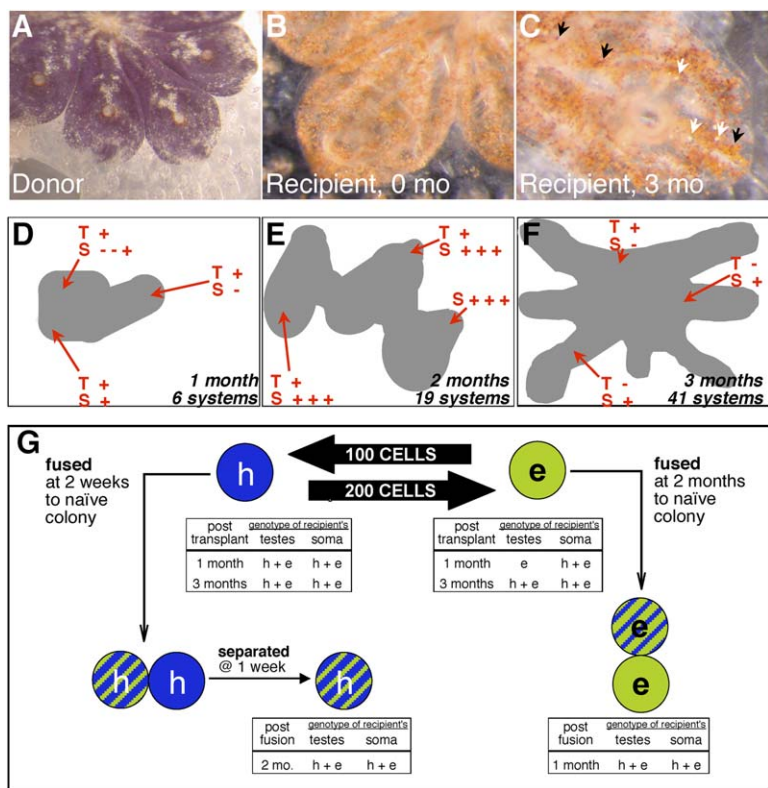 A
Donor
B
Recipient, 0 mo
C
Recipient, 3 mo
D
T +
S - - +
T +
S -
T +
S +
1 month
6 systems
E
T +
S + + +
S + + +
T +
S + + +
2 months
19 systems
F
T +
S -
T -
S +
T -
S +
3 months
41 systems
G
fused
at 2 weeks
to naïve
colony
h
100 CELLS
200 CELLS
e
fused
at 2 months
to naïve
colony
post transplant genotype of recipient's
testes soma
1 month h + e h + e
3 months h + e h + e
post transplant genotype of recipient's
testes soma
1 month e h + e
3 months h + e h + e
h h
separated
@ 1 week
h
e
e
post fusion genotype of recipient's
testes soma
2 mo. h + e h + e
post fusion genotype of recipient's
testes soma
1 month h + e h + e